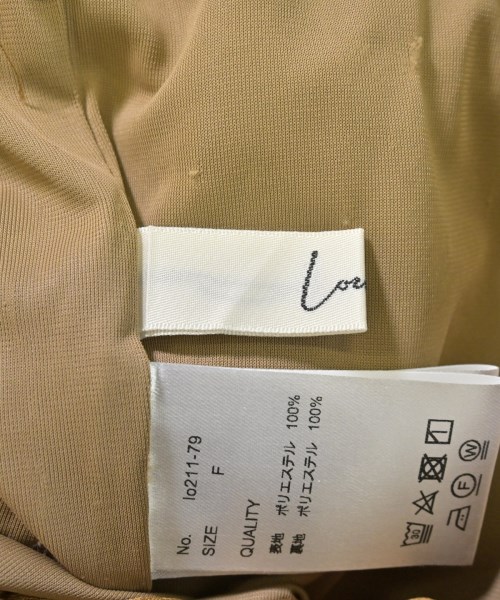 No. lo211-79
SIZE F
QUALITY
表地 ポリエステル 100%
裏地 ポリエステル 100%
30
F
W